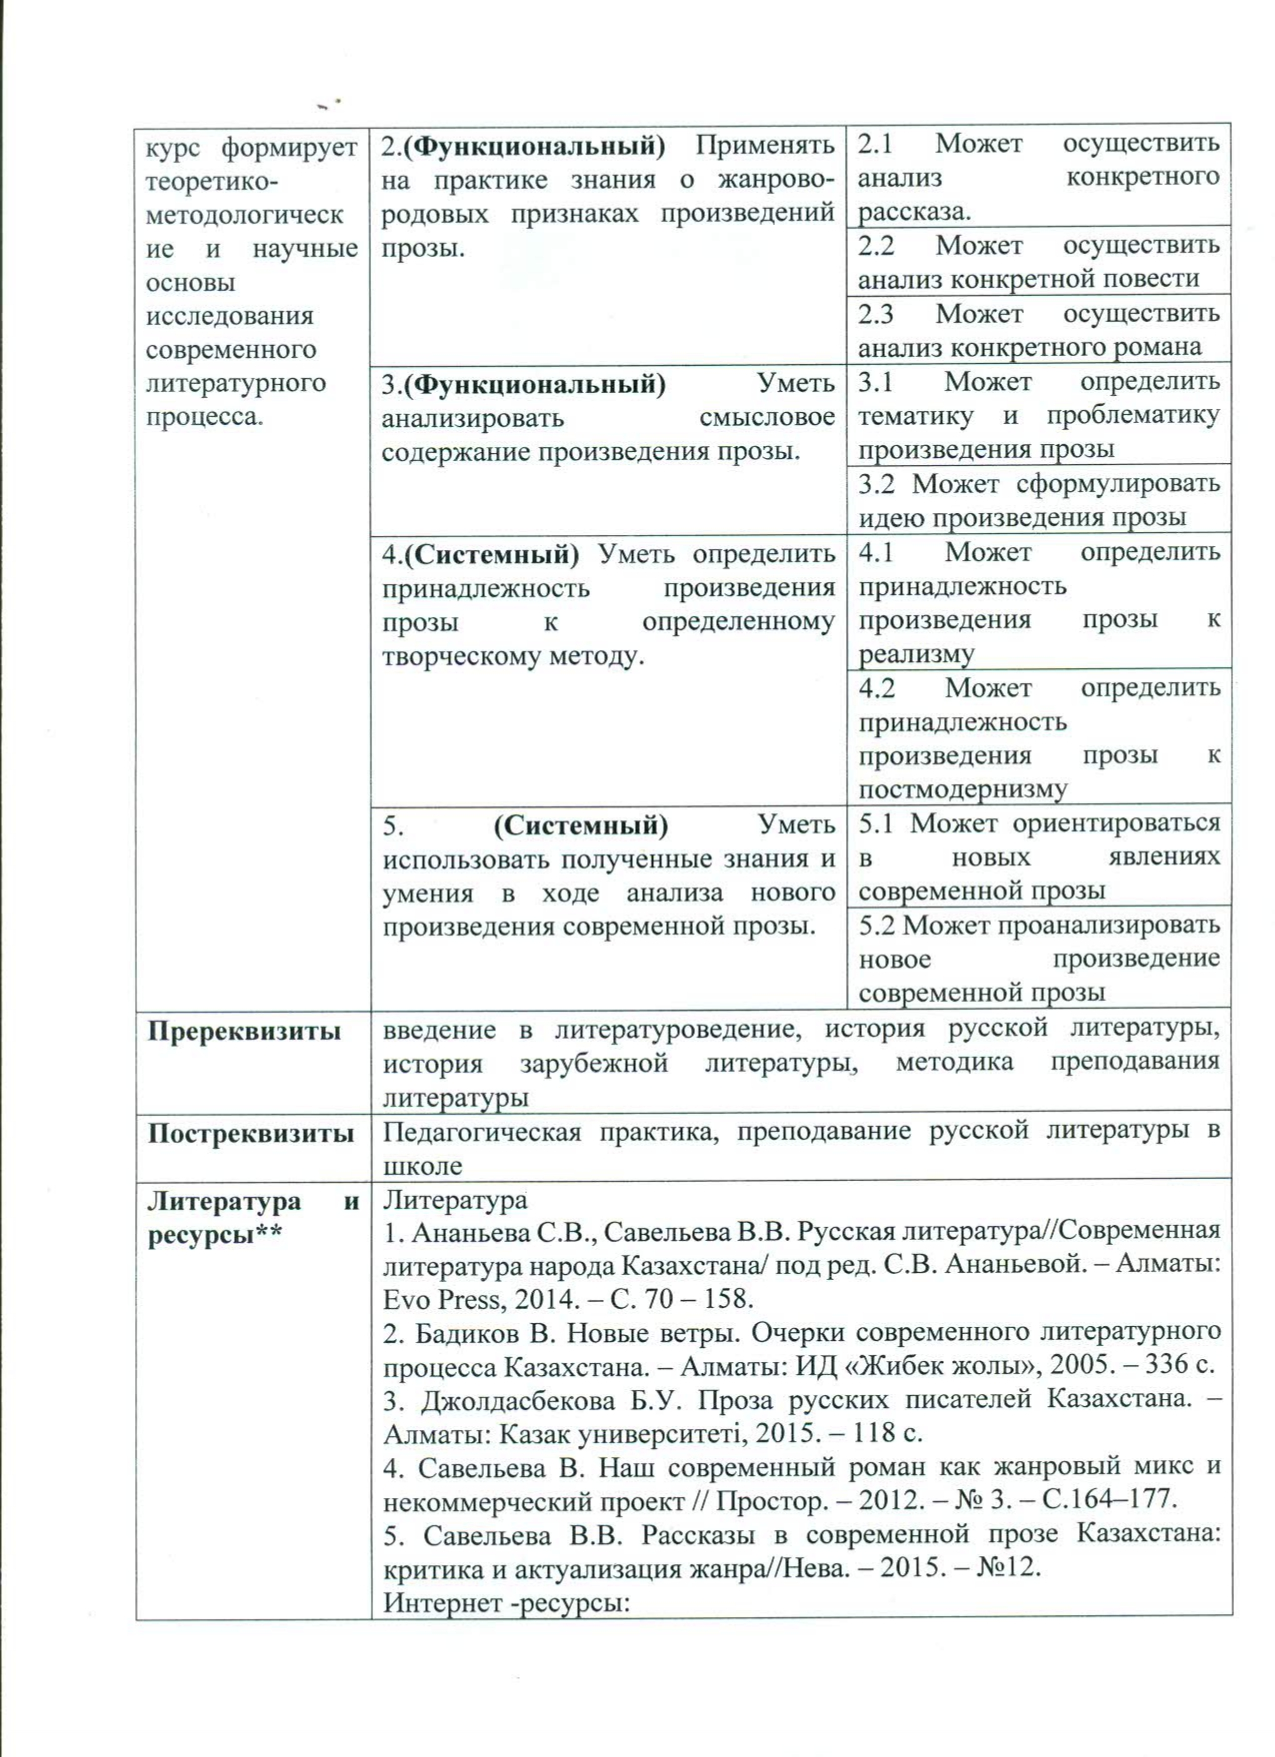 курс формирует
теоретико-
методологическ
ие и научные
основы
исследования
современного
литературного
процесса.
2.(Функциональный) Применять
на практике знания о жанрово-
родовых признаках произведений
прозы.
2.1 Может осуществить
анализ конкретного
рассказа.
2.2 Может осуществить
анализ конкретной повести
2.3 Может осуществить
анализ конкретного романа
3.(Функциональный) Уметь
анализировать смысловое
содержание произведения прозы.
3.1 Может определить
тематику и проблематику
произведения прозы
3.2 Может сформулировать
идею произведения прозы
4.(Системный) Уметь определить
принадлежность произведения
прозы к определенному
творческому методу.
4.1 Может определить
принадлежность
произведения прозы к
реализму
4.2 Может определить
принадлежность
произведения прозы к
постмодернизму
5. (Системный) Уметь
использовать полученные знания и
умения в ходе анализа нового
произведения современной прозы.
5.1 Может ориентироваться
в новых явлениях
современной прозы
5.2 Может проанализировать
новое произведение
современной прозы
Пререквизиты
введение в литературоведение, история русской литературы,
история зарубежной литературы, методика преподавания
литературы
Постреквизиты
Педагогическая практика, преподавание русской литературы в
школе
Литература и
ресурсы**
Литература
1. Ананьева С.В., Савельева В.В. Русская литература//Современная
литература народа Казахстана/ под ред. С.В. Ананьевой. – Алматы:
Evo Press, 2014. – С. 70 – 158.
2. Бадиков В. Новые ветры. Очерки современного литературного
процесса Казахстана. – Алматы: ИД «Жибек жолы», 2005. – 336 с.
3. Джолдасбекова Б.У. Проза русских писателей Казахстана. –
Алматы: Казак университеті, 2015. – 118 с.
4. Савельева В. Наш современный роман как жанровый микс и
некоммерческий проект // Простор. – 2012. – № 3. – С.164–177.
5. Савельева В.В. Рассказы в современной прозе Казахстана:
критика и актуализация жанра//Нева. – 2015. – №12.
Интернет -ресурсы: